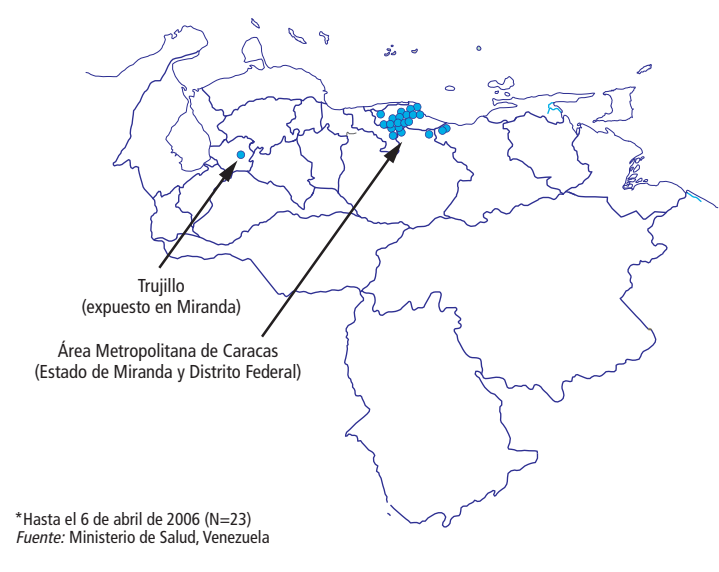 Trujillo
(expuesto en Miranda)
Área Metropolitana de Caracas
(Estado de Miranda y Distrito Federal)
*Hasta el 6 de abril de 2006 (N=23)
Fuente: Ministerio de Salud, Venezuela